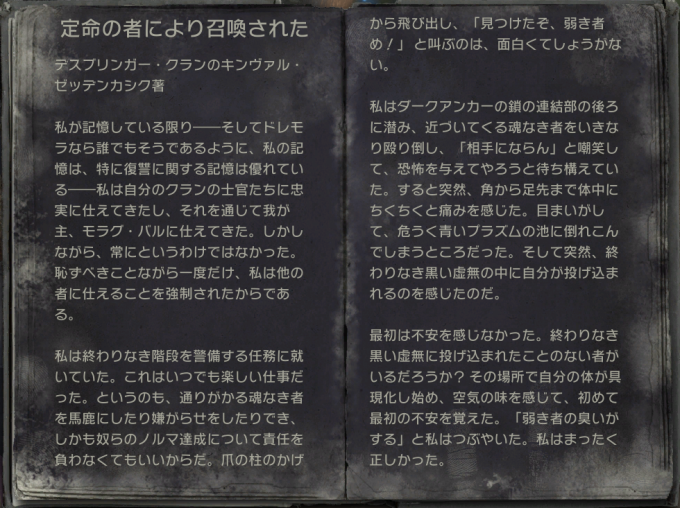 定命の者により召喚された
デスブリンガー・クランのキンヴァル・
ゼッデンカシク著
私が記憶している限り――そしてドレモ
ラなら誰でもそうであるように、私の記
憶は、特に復讐に関する記憶は優れてい
る――私は自分のクランの士官たちに忠
実に仕えてきたし、それを通じて我が
主、モラグ・バルに仕えてきた。しかし
ながら、常にというわけではなかった。
恥ずべきことながら一度だけ、私は他の
者に仕えることを強制されたからであ
る。
私は終わりなき階段を警備する任務に就
いていた。これはいつでも楽しい仕事だ
った。というのも、通りがかる魂なき者
を馬鹿にしたり嫌がらせをしたりでき、
しかも奴らのノルマ達成について責任を
負わなくてもいいからだ。爪の柱のかげ
から飛び出し、「見つけたぞ、弱き者
め！」と叫ぶのは、面白くてしょうがな
い。
私はダークアンカーの鎖の連結部の後ろ
に潜み、近づいてくる魂なき者をいきな
り殴り倒し、「相手にならん」と嘲笑し
て、恐怖を与えてやろうと待ち構えてい
た。すると突然、角から足先まで体中に
ちくちくと痛みを感じた。目まいがし
て、危うく青いプラズムの池に倒れこん
でしまうところだった。そして突然、終
わりなき黒い虚無の中に自分が投げ込ま
れるのを感じたのだ。
最初は不安を感じなかった。終わりなき
黒い虚無に投げ込まれたことのない者が
いるだろうか？ その場所で自分の体が具
現化し始め、空気の味を感じて、初めて
最初の不安を覚えた。「弱き者の臭いが
する」と私はつぶやいた。私はまったく
正しかった。